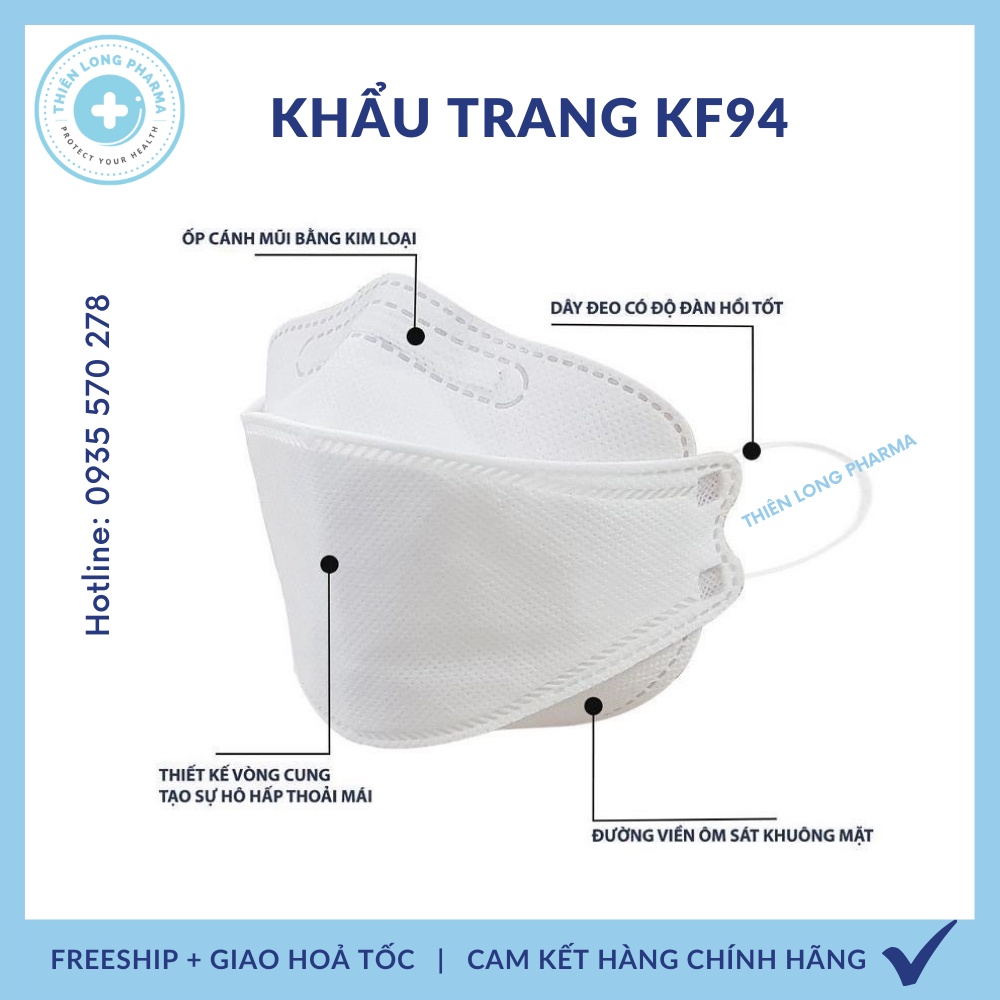 THIÊN LONG PHARMA
PROTECT YOUR HEALTH
KHẨU TRANG KF94
ỐP CÁNH MŨI BẰNG KIM LOẠI
DÂY ĐEO CÓ ĐỘ ĐÀN HỒI TỐT
Hotline: 0935 570 278
THIÊN LONG PHARMA
THIẾT KẾ VÒNG CUNG
TẠO SỰ HÔ HẤP THOẢI MÁI
ĐƯỜNG VIỀN ÔM SÁT KHUÔNG MẶT
FREESHIP + GIAO HOẢ TỐC | CAM KẾT HÀNG CHÍNH HÃNG